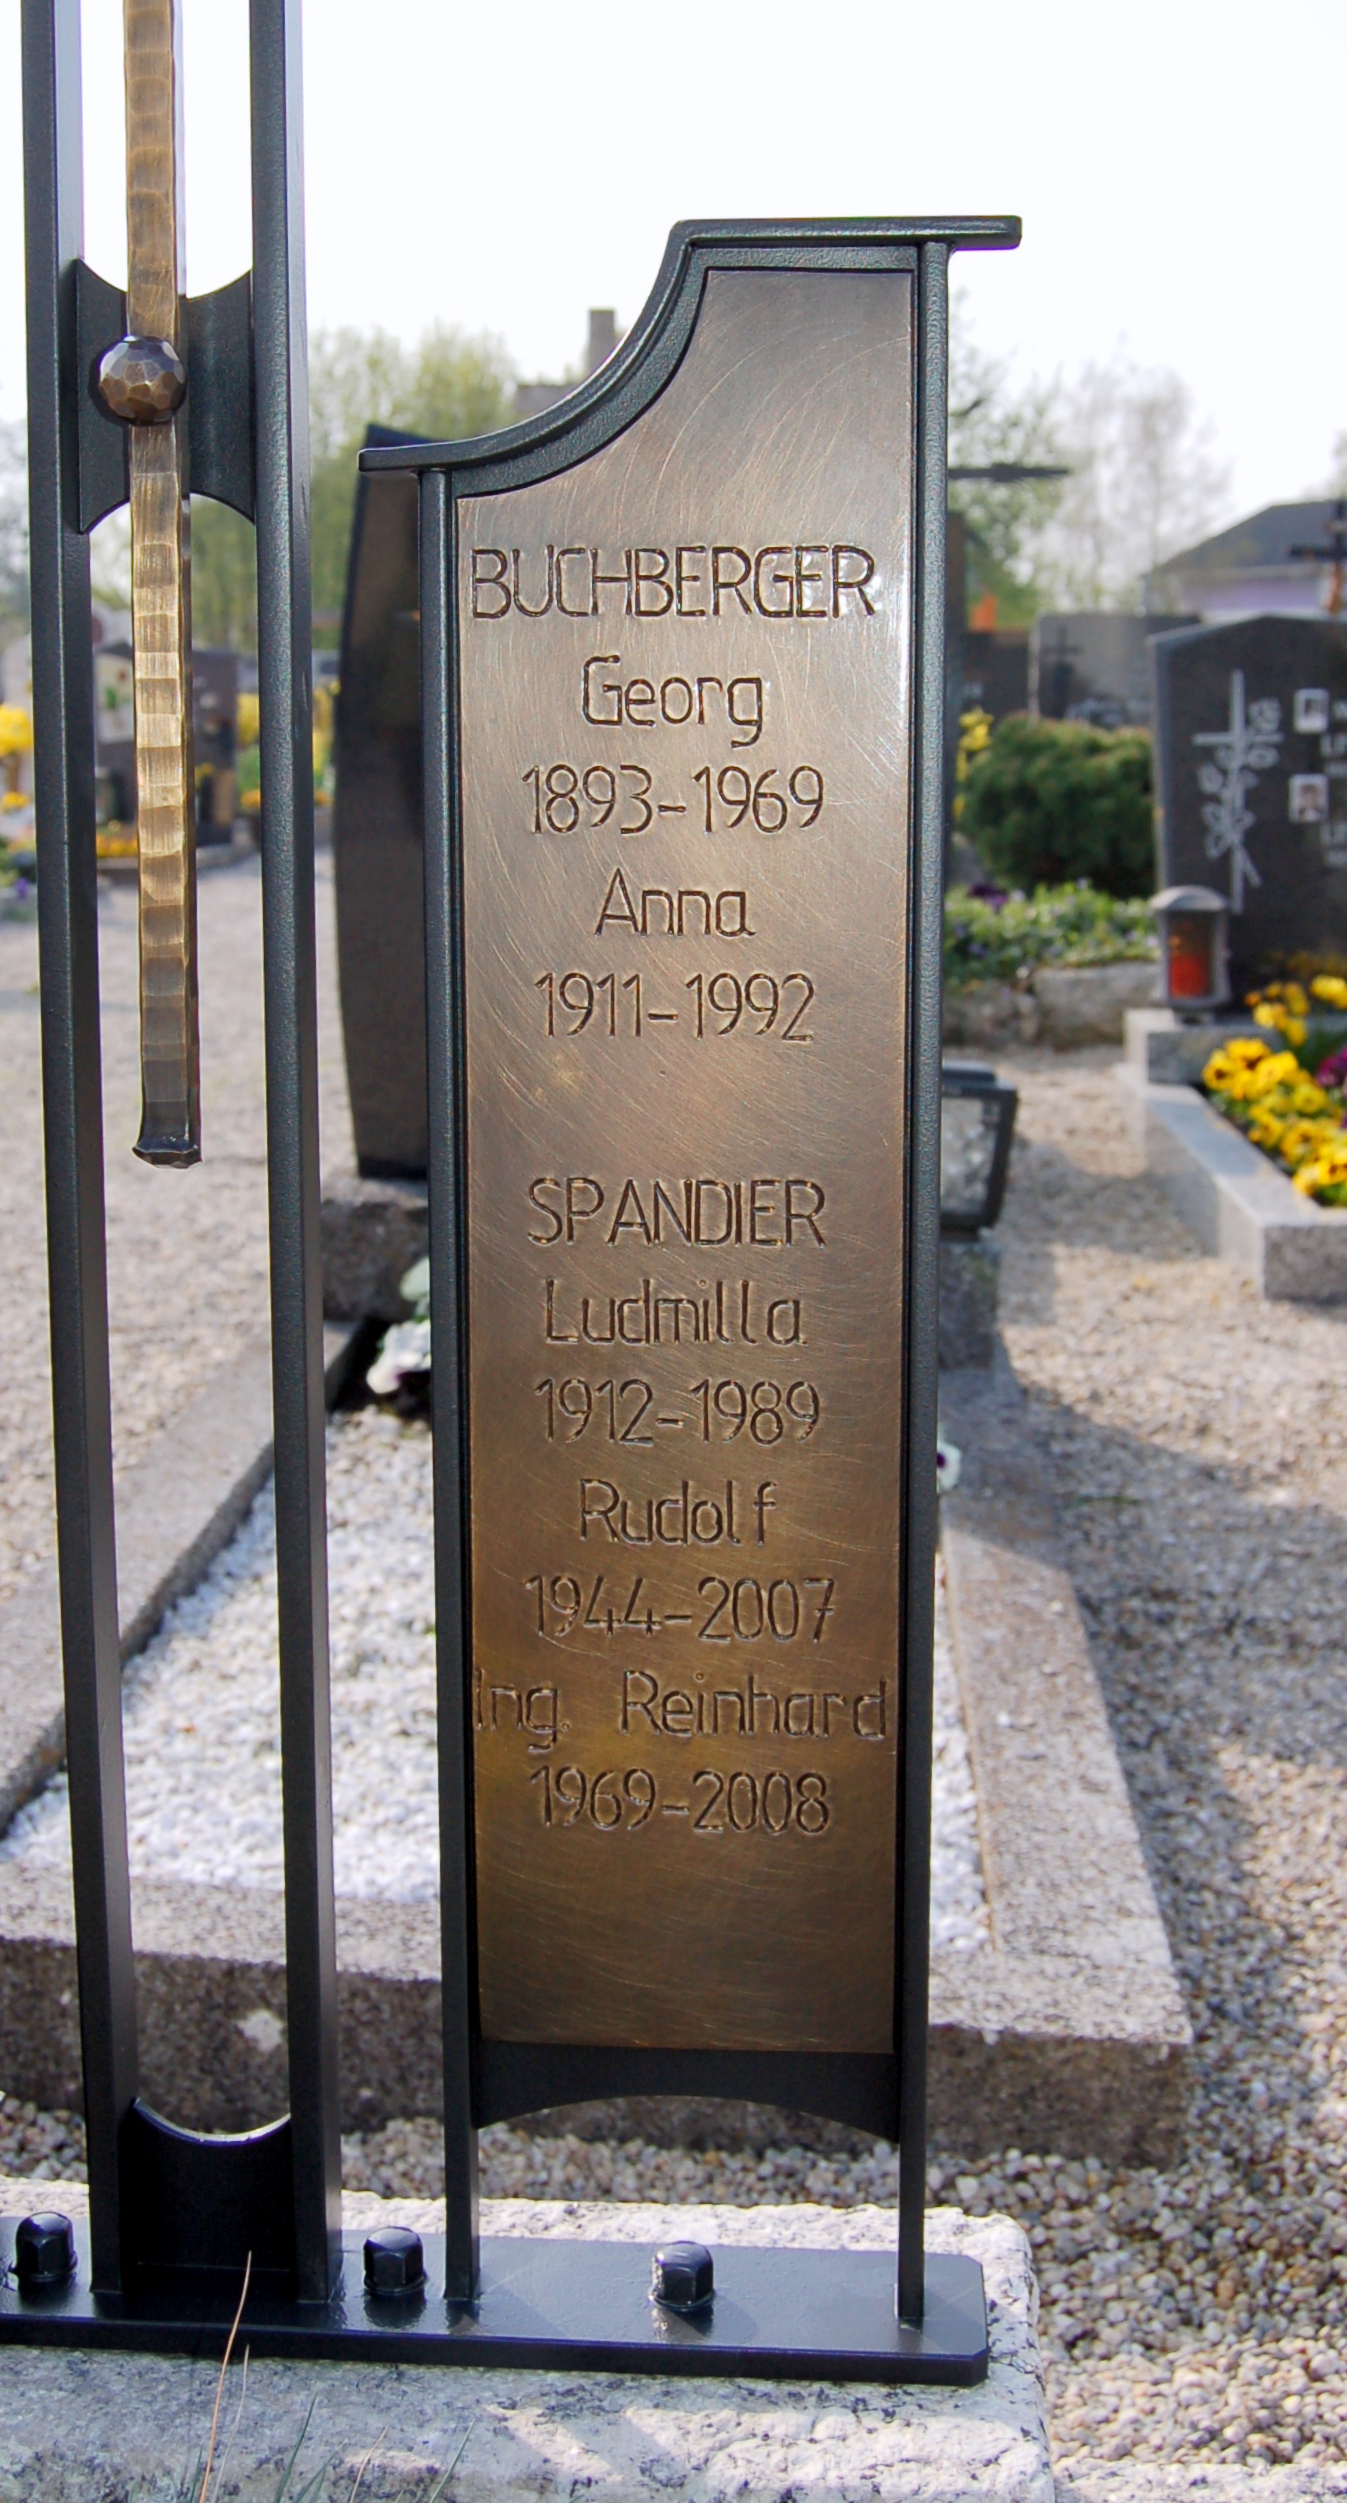 BUCHBERGER
Georg
1893-1969
Anna
1911-1992
SPANDIER
Ludmilla
1912-1989
Rudolf
1944-2007
Ing. Reinhard
1969-2008